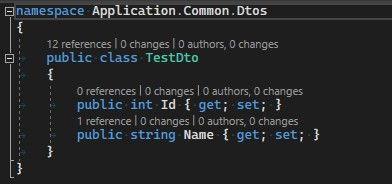 namespace Application.Common.Dtos
{
12 references | 0 changes | 0 authors, 0 changes
public class TestDto
{
0 references | 0 changes | 0 authors, 0 changes
public int Id { get; set; }
1 reference | 0 changes | 0 authors, 0 changes
public string Name { get; set; }
}
}